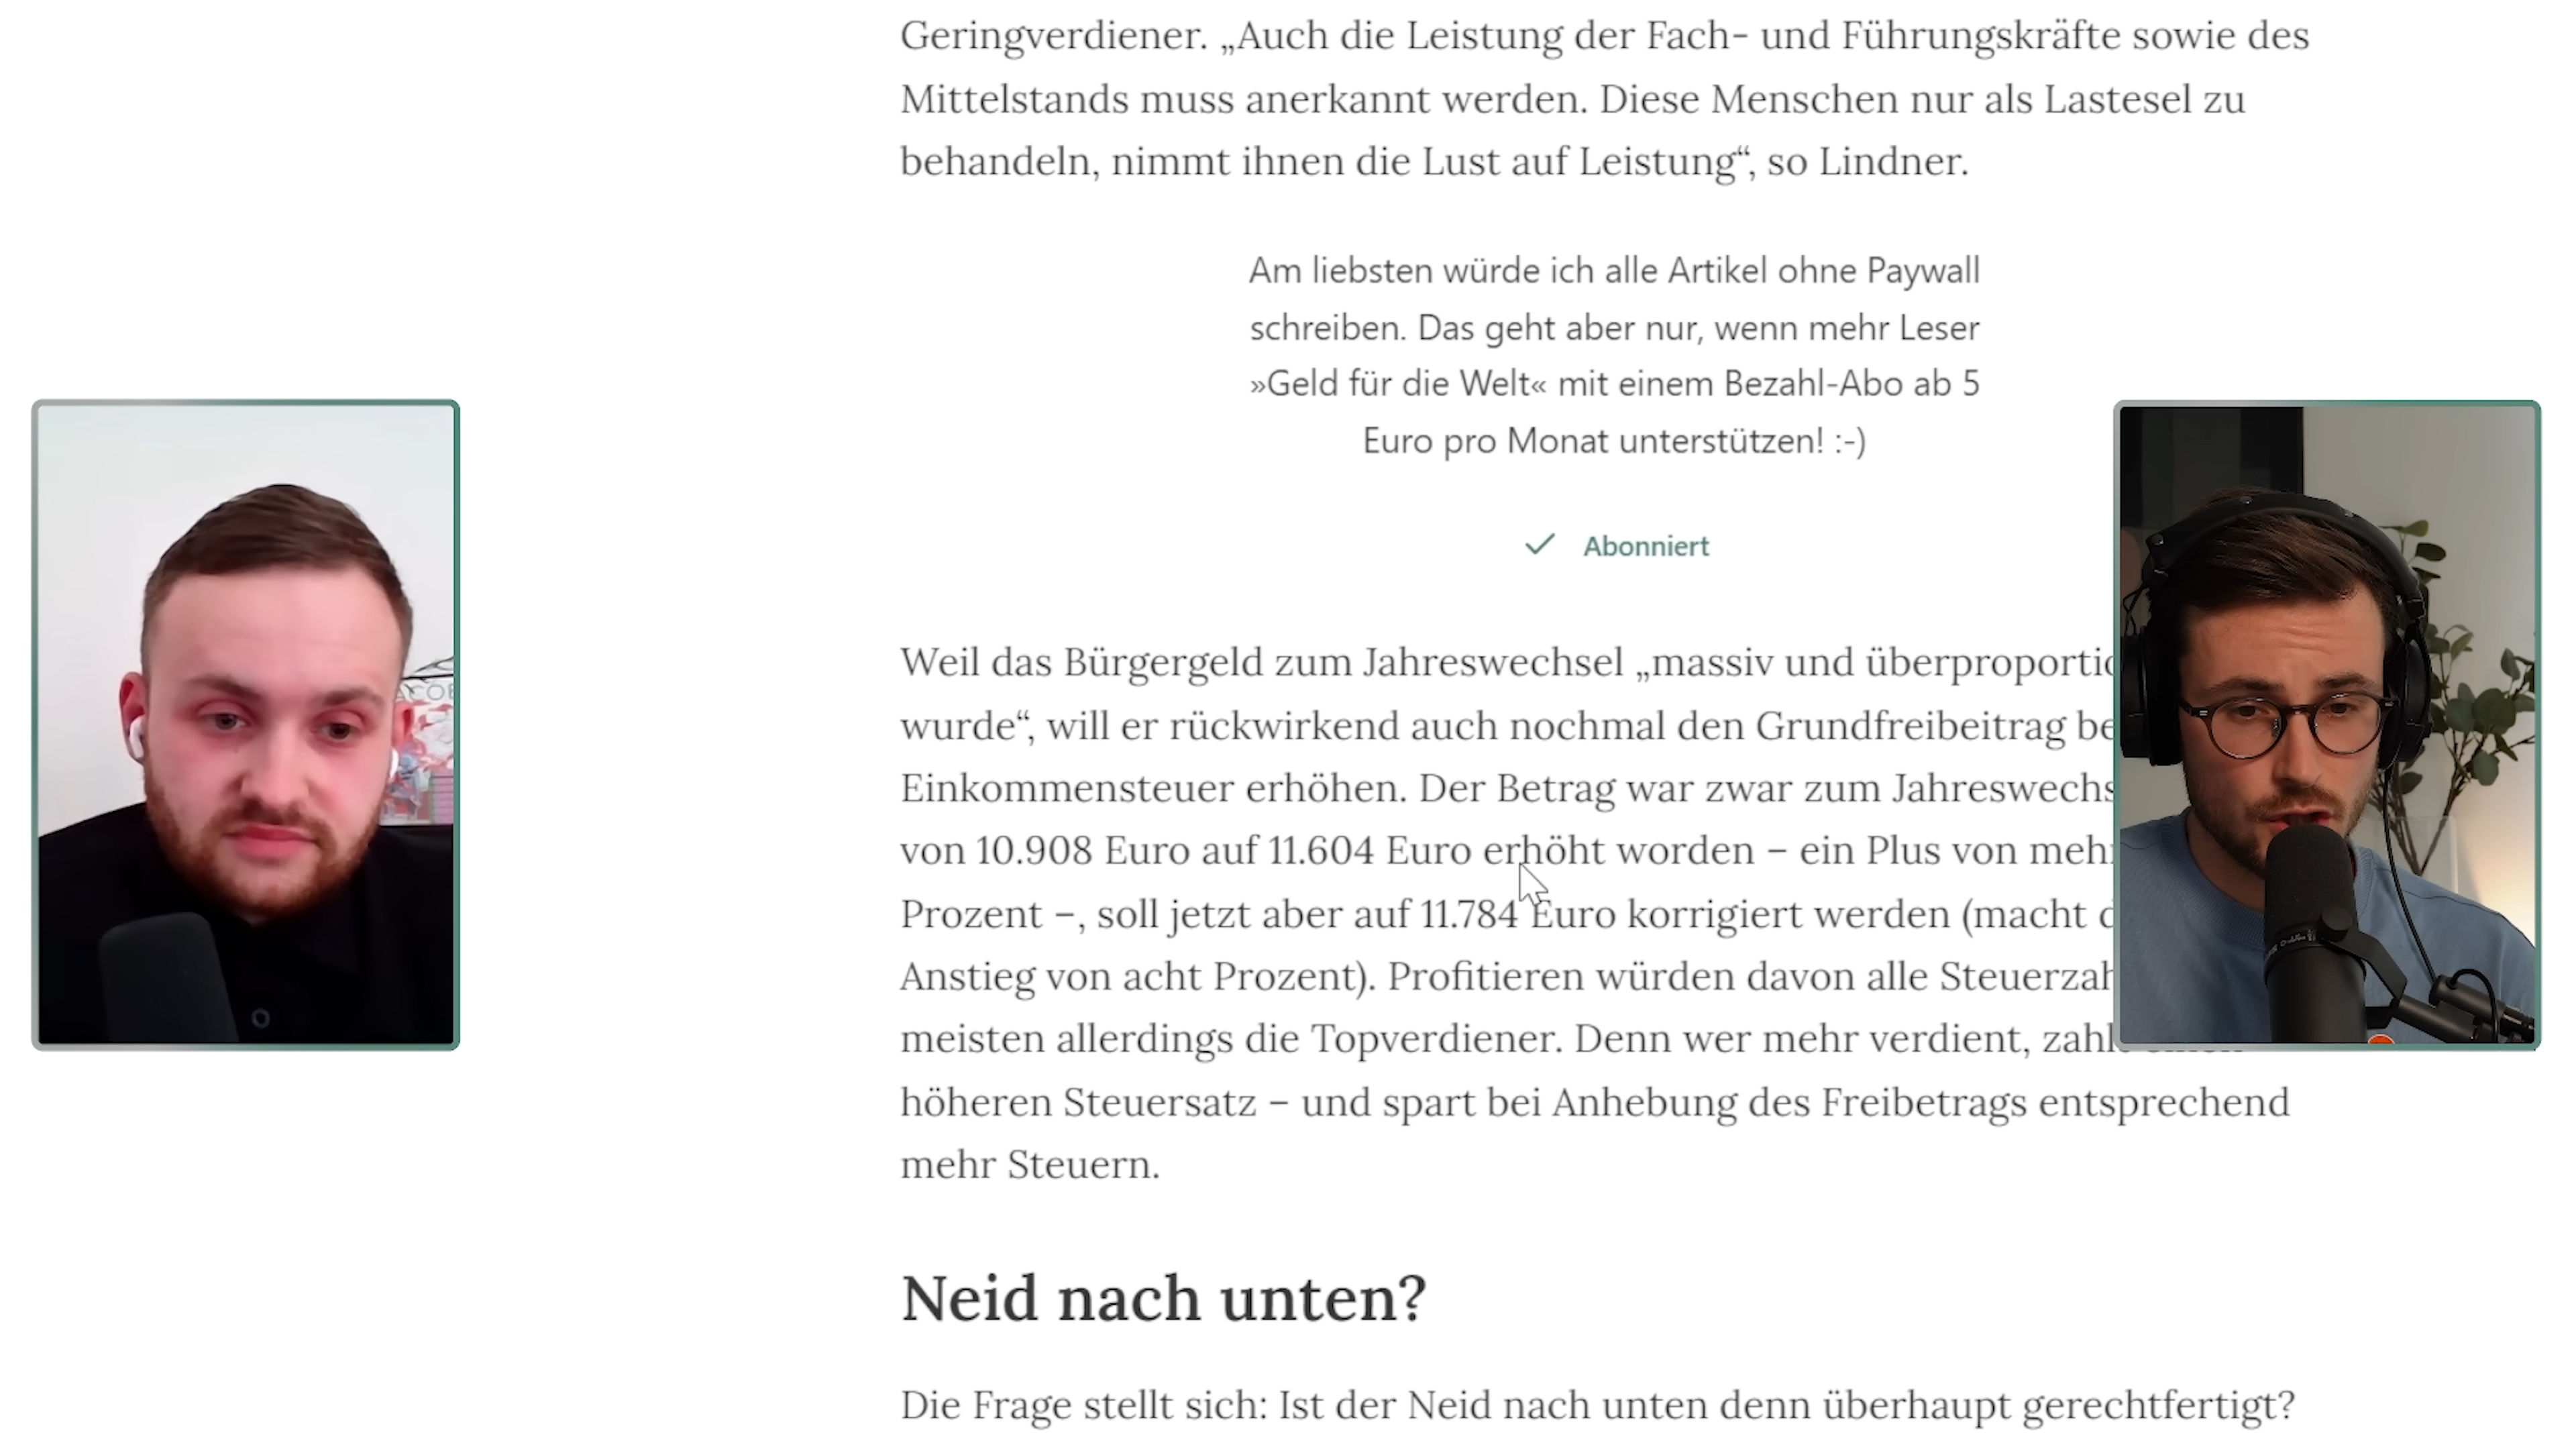 Geringverdiener. „Auch die Leistung der Fach- und Führungskräfte sowie des
Mittelstands muss anerkannt werden. Diese Menschen nur als Lastesel zu
behandeln, nimmt ihnen die Lust auf Leistung“, so Lindner.
Am liebsten würde ich alle Artikel ohne Paywall
schreiben. Das geht aber nur, wenn mehr Leser
»Geld für die Welt« mit einem Bezahl-Abo ab 5
Euro pro Monat unterstützen! :-)
Abonniert
Weil das Bürgergeld zum Jahreswechsel „massiv und
wurde“, will er rückwirkend auch nochmal den Grundfreibeitrag
Einkommensteuer erhöhen. Der Betrag war zwar zum
von 10.908 Euro auf 11.604 Euro erhöht worden – ein Plus von
Prozent –, soll jetzt aber auf 11.784 Euro korrigiert werden (macht
Anstieg von acht Prozent). Profitieren würden davon alle
meisten allerdings die Topverdiener. Denn wer mehr verdient,
höheren Steuersatz – und spart bei Anhebung des Freibetrags entsprechend
mehr Steuern.
Neid nach unten?
Die Frage stellt sich: Ist der Neid nach unten denn überhaupt gerechtfertigt?